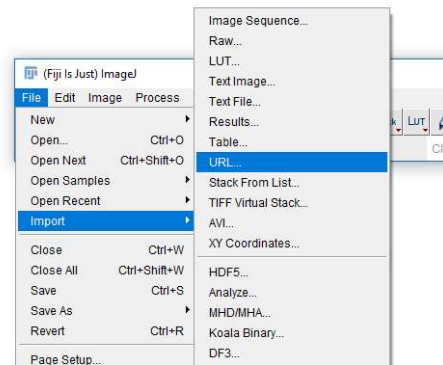 (Fiji Is Just) ImageJ
File Edit Image Process
New
Open... Ctrl+O
Open Next Ctrl+Shift+O
Open Samples
Open Recent
Import
Close Ctrl+W
Close All Ctrl+Shift+W
Save Ctrl+S
Save As
Revert Ctrl+R
Page Setup...
Image Sequence...
Raw...
LUT...
Text Image...
Text File...
Results...
Table...
URL...
Stack From List...
TIFF Virtual Stack...
AVI...
XY Coordinates...
HDF5...
Analyze...
MHD/MHA...
Koala Binary...
DF3...
LUT